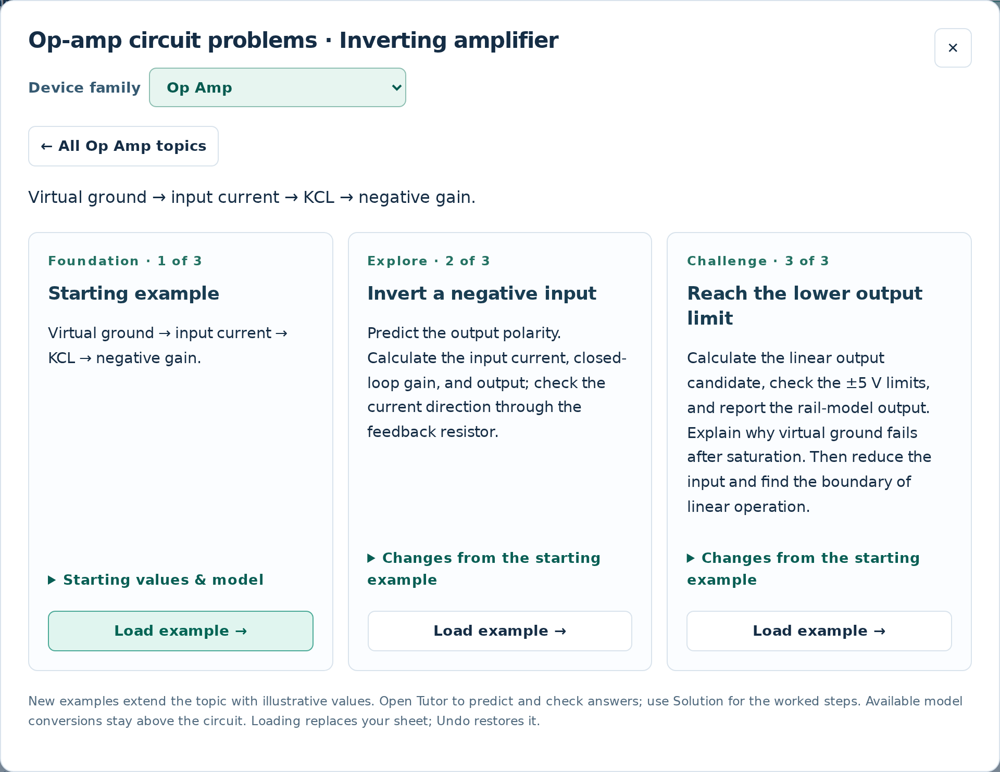 Op-amp circuit problems · Inverting amplifier
×
Device family
Op Amp
← All Op Amp topics
Virtual ground → input current → KCL → negative gain.
Foundation · 1 of 3
Starting example
Virtual ground → input current →
KCL → negative gain.
▶ Starting values & model
Load example →
Explore · 2 of 3
Invert a negative input
Predict the output polarity.
Calculate the input current, closed-
loop gain, and output; check the
current direction through the
feedback resistor.
▶ Changes from the starting
example
Load example →
Challenge · 3 of 3
Reach the lower output
limit
Calculate the linear output
candidate, check the ±5 V limits,
and report the rail-model output.
Explain why virtual ground fails
after saturation. Then reduce the
input and find the boundary of
linear operation.
▶ Changes from the starting
example
Load example →
New examples extend the topic with illustrative values. Open Tutor to predict and check answers; use Solution for the worked steps. Available model
conversions stay above the circuit. Loading replaces your sheet; Undo restores it.